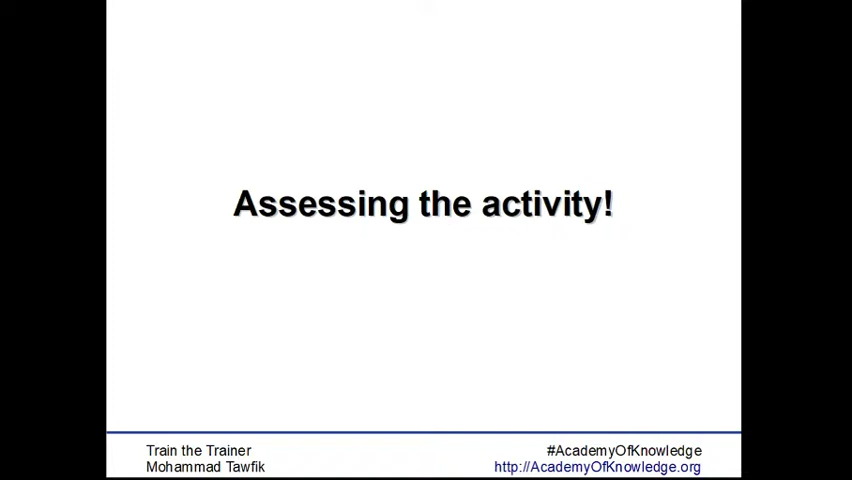 Assessing the activity!
Train the Trainer
Mohammad Tawfik
#AcademyOfKnowledge
http://AcademyOfKnowledge.org